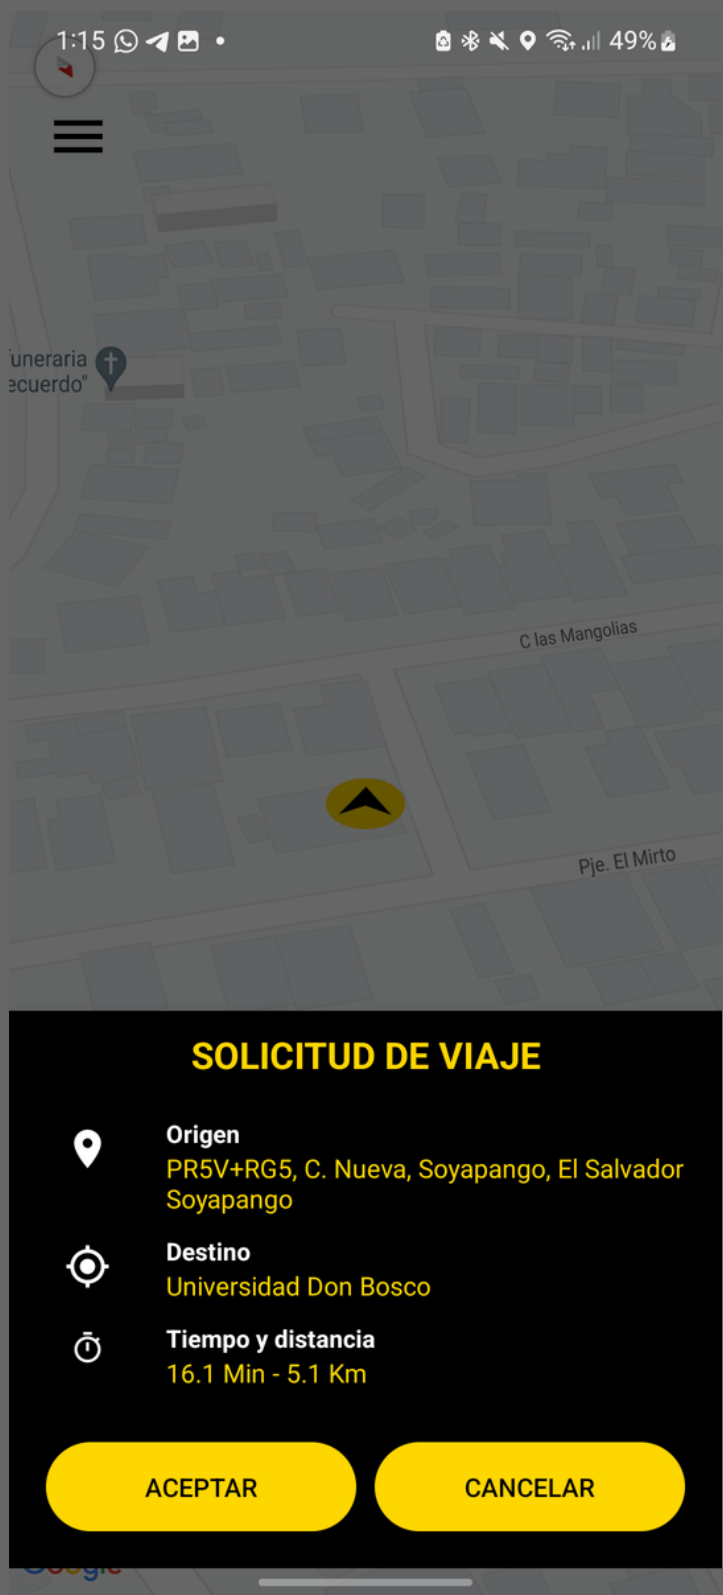 1:15
49%
uneraria
ecuerdo"
C las Mangolias
Pje. El Mirto
SOLICITUD DE VIAJE
Origen
PR5V+RG5, C. Nueva, Soyapango, El Salvador
Soyapango
Destino
Universidad Don Bosco
Tiempo y distancia
16.1 Min - 5.1 Km
ACEPTAR
CANCELAR
Google